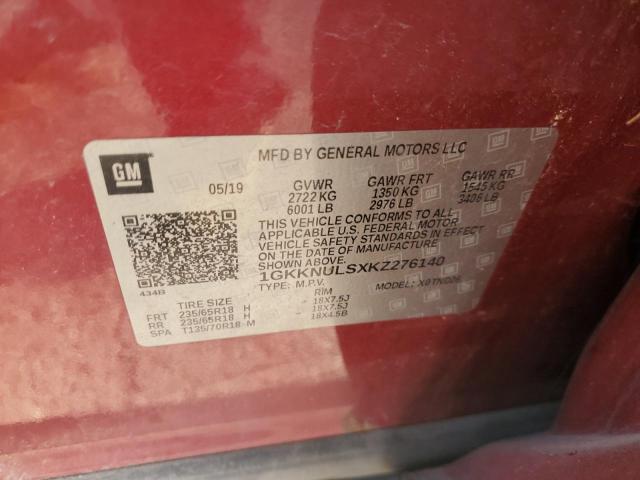 GM
MFD BY GENERAL MOTORS LLC
05/19 GVWR GAWR FRT GAWR RR
2722 KG 1350 KG 1545 KG
6001 LB 2976 LB 3406 LB
THIS VEHICLE CONFORMS TO ALL
APPLICABLE U.S. FEDERAL MOTOR
VEHICLE SAFETY STANDARDS IN EFFECT
ON THE DATE OF MANUFACTURE
SHOWN ABOVE.
1GKKNULSXKZ276140
434B TYPE: M.P.V. MODEL:
TIRE SIZE RIM
FRT 235/65R18 H 18X7.5J
RR 235/65R18 H 18X7.5J
SPA T135/70R18 M 18X4.5B